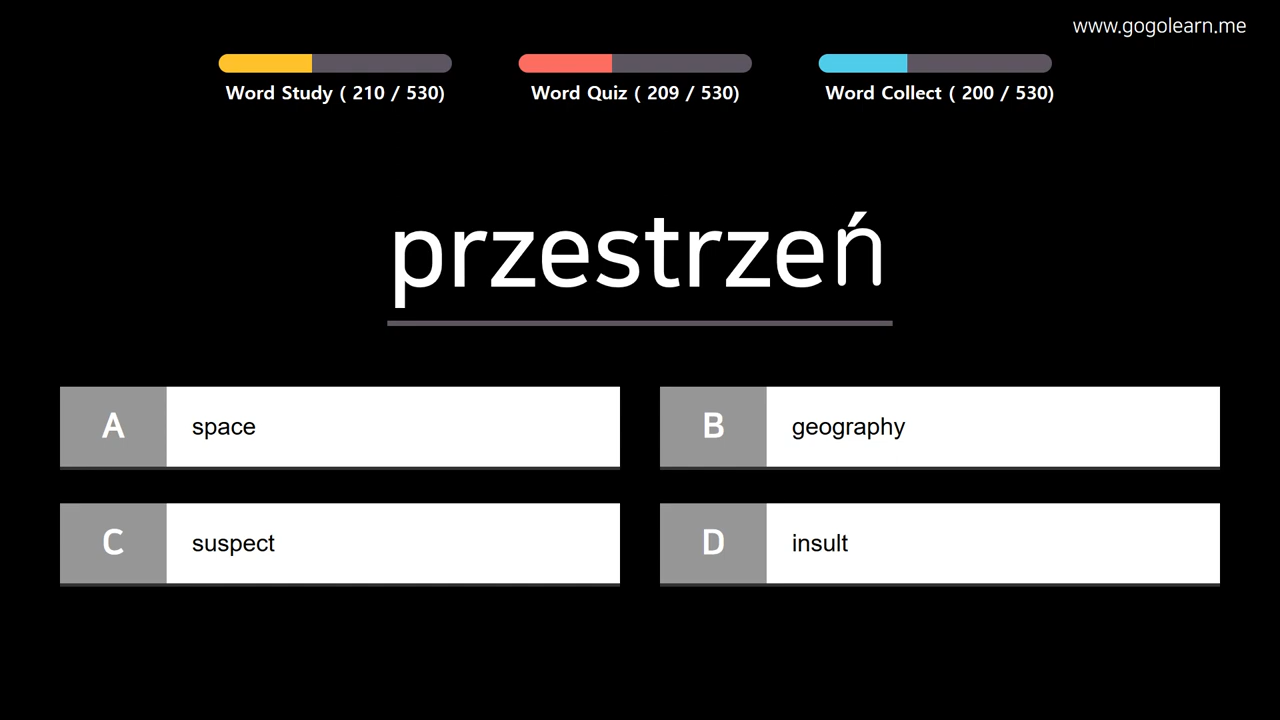 www.gogolearn.me
Word Study ( 210 / 530)
Word Quiz ( 209 / 530)
Word Collect ( 200 / 530)
przestrzeń
A space
B geography
C suspect
D insult